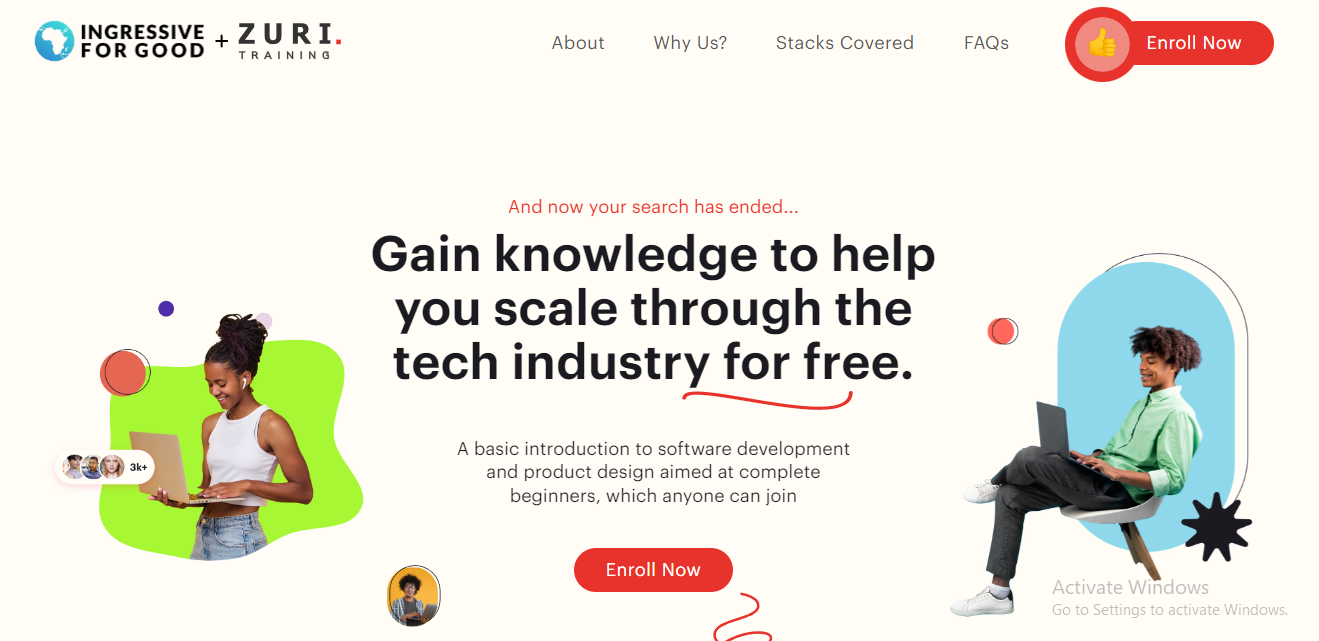 INGRESSIVE
FOR GOOD
+
ZURI.
TRAINING
About
Why Us?
Stacks Covered
FAQs
Enroll Now
And now your search has ended...
Gain knowledge to help
you scale through the
tech industry for free.
3k+
A basic introduction to software development
and product design aimed at complete
beginners, which anyone can join
Enroll Now
Activate Windows
Go to Settings to activate Windows.